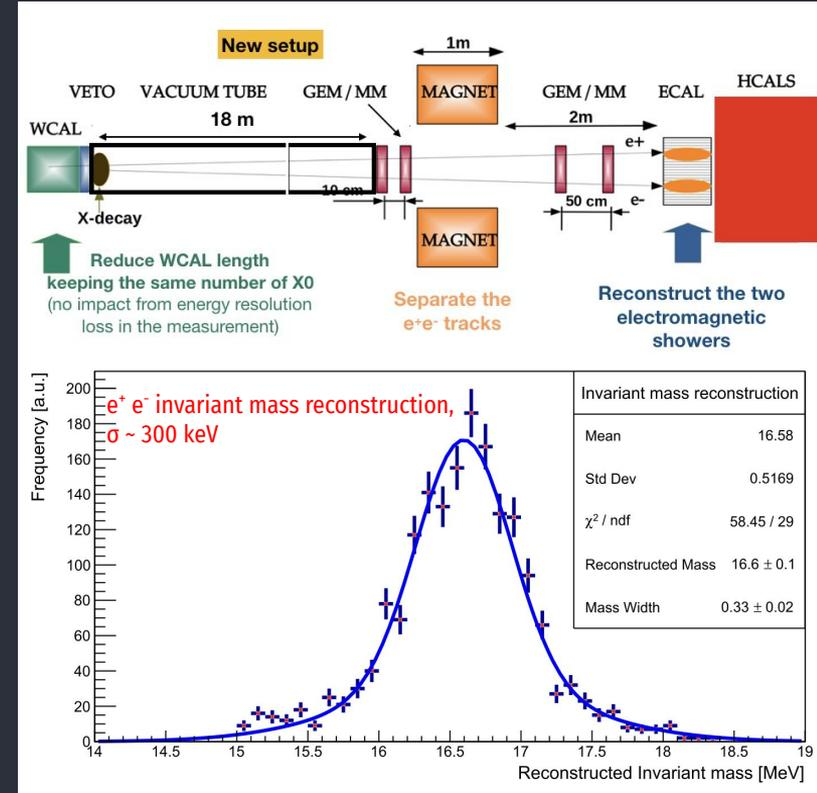 New setup
1m
VETO VACUUM TUBE GEM / MM MAGNET GEM / MM ECAL HCALS
18 m
2m
WCAL
e+
10 cm
50 cm
e-
X-decay
MAGNET
Reduce WCAL length
keeping the same number of X0
(no impact from energy resolution
loss in the measurement)
Separate the
e⁺e⁻ tracks
Reconstruct the two
electromagnetic
showers
Frequency [a.u.]
200
180
160
140
120
100
80
60
40
20
0
e⁺ e⁻ invariant mass reconstruction,
σ ~ 300 keV
Invariant mass reconstruction
Mean 16.58
Std Dev 0.5169
χ² / ndf 58.45 / 29
Reconstructed Mass 16.6 ± 0.1
Mass Width 0.33 ± 0.02
14 14.5 15 15.5 16 16.5 17 17.5 18 18.5 19
Reconstructed Invariant mass [MeV]